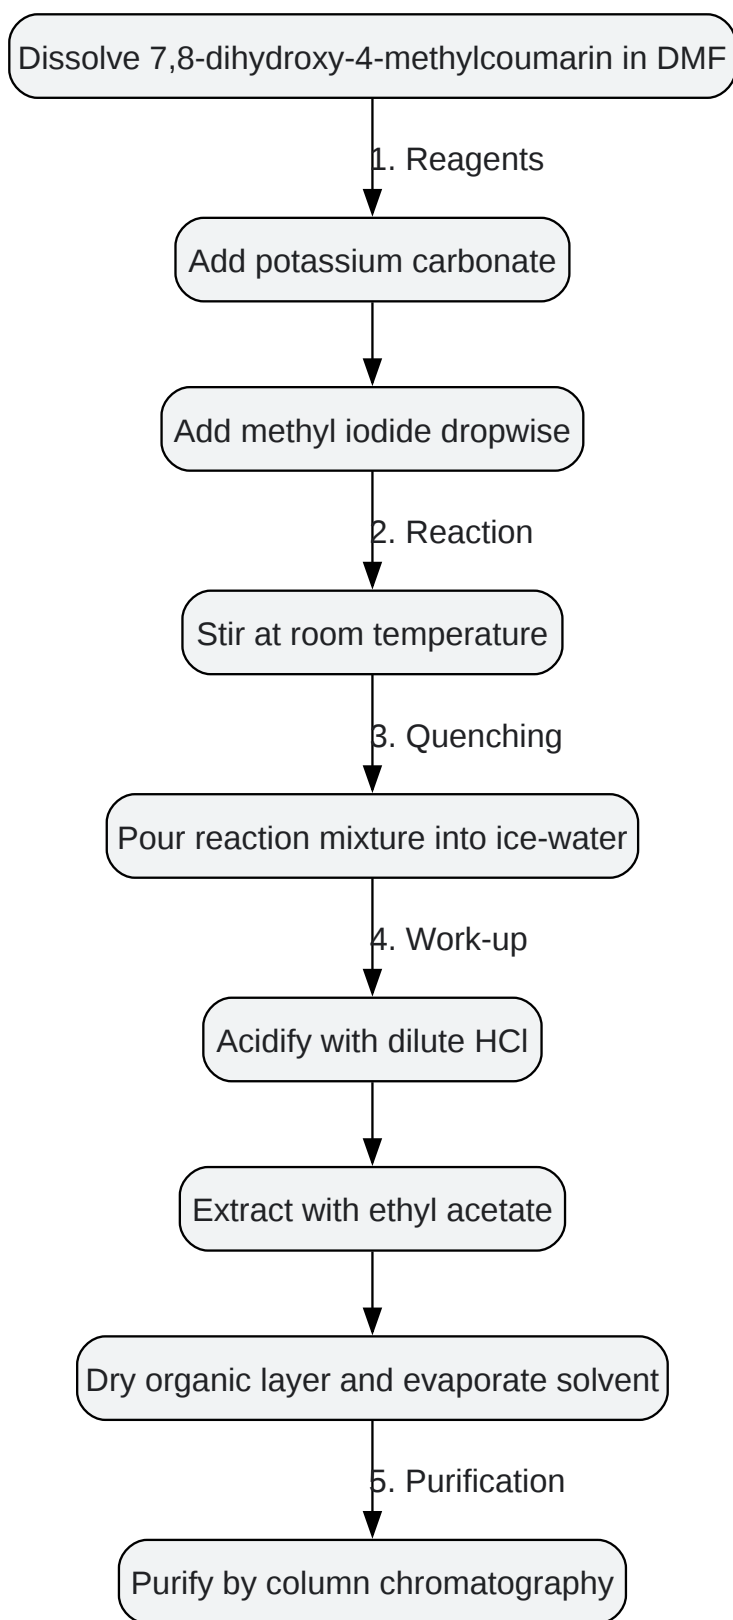 Dissolve 7,8-dihydroxy-4-methylcoumarin in DMF
1. Reagents
Add potassium carbonate
Add methyl iodide dropwise
2. Reaction
Stir at room temperature
3. Quenching
Pour reaction mixture into ice-water
4. Work-up
Acidify with dilute HCl
Extract with ethyl acetate
Dry organic layer and evaporate solvent
5. Purification
Purify by column chromatography